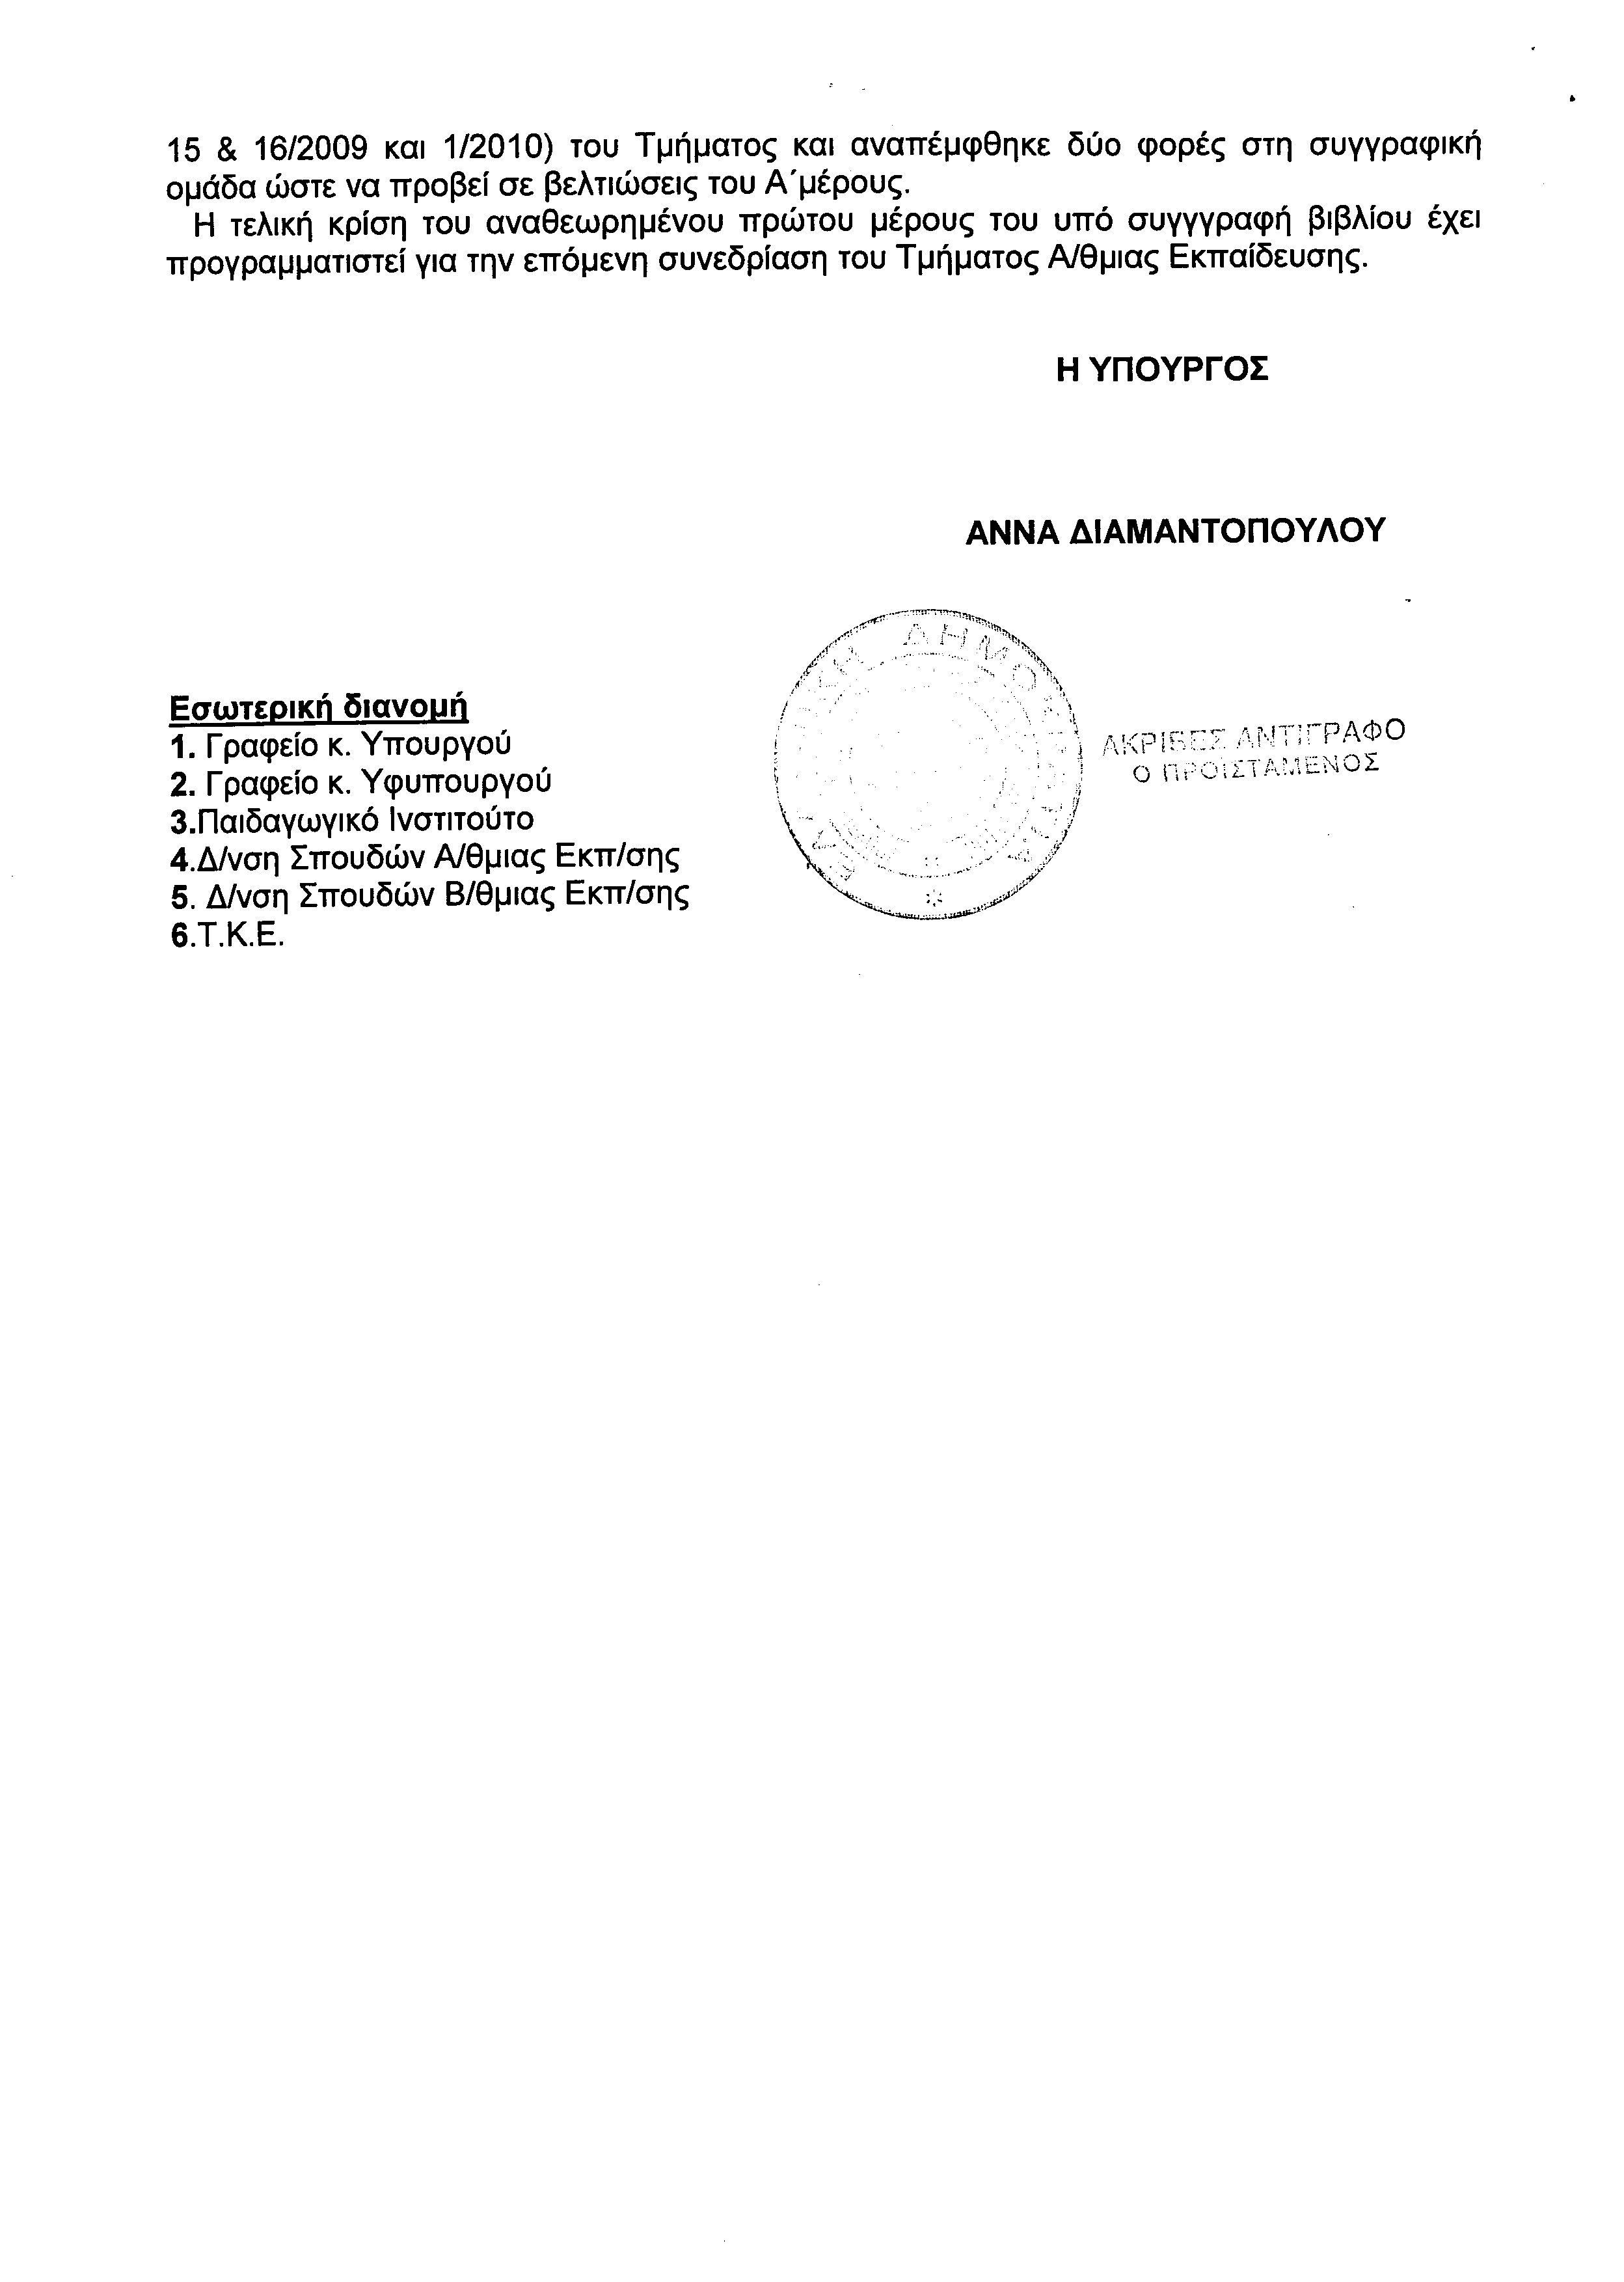 15 & 16/2009 και 1/2010) του Τμήματος και αναπέμφθηκε δύο φορές στη συγγραφική
ομάδα ώστε να προβεί σε βελτιώσεις του Α΄μέρους.
Η τελική κρίση του αναθεωρημένου πρώτου μέρους του υπό συγγγραφή βιβλίου έχει
προγραμματιστεί για την επόμενη συνεδρίαση του Τμήματος Α/θμιας Εκπαίδευσης.
Η ΥΠΟΥΡΓΟΣ
ΑΝΝΑ ΔΙΑΜΑΝΤΟΠΟΥΛΟΥ
Εσωτερική διανομή
1. Γραφείο κ. Υπουργού
2. Γραφείο κ. Υφυπουργού
3.Παιδαγωγικό Ινστιτούτο
4.Δ/νση Σπουδών Α/θμιας Εκπ/σης
5. Δ/νση Σπουδών Β/θμιας Εκπ/σης
6.Τ.Κ.Ε.
ΑΚΡΙΒΕΣ ΑΝΤΙΓΡΑΦΟ
Ο ΠΡΟΪΣΤΑΜΕΝΟΣ